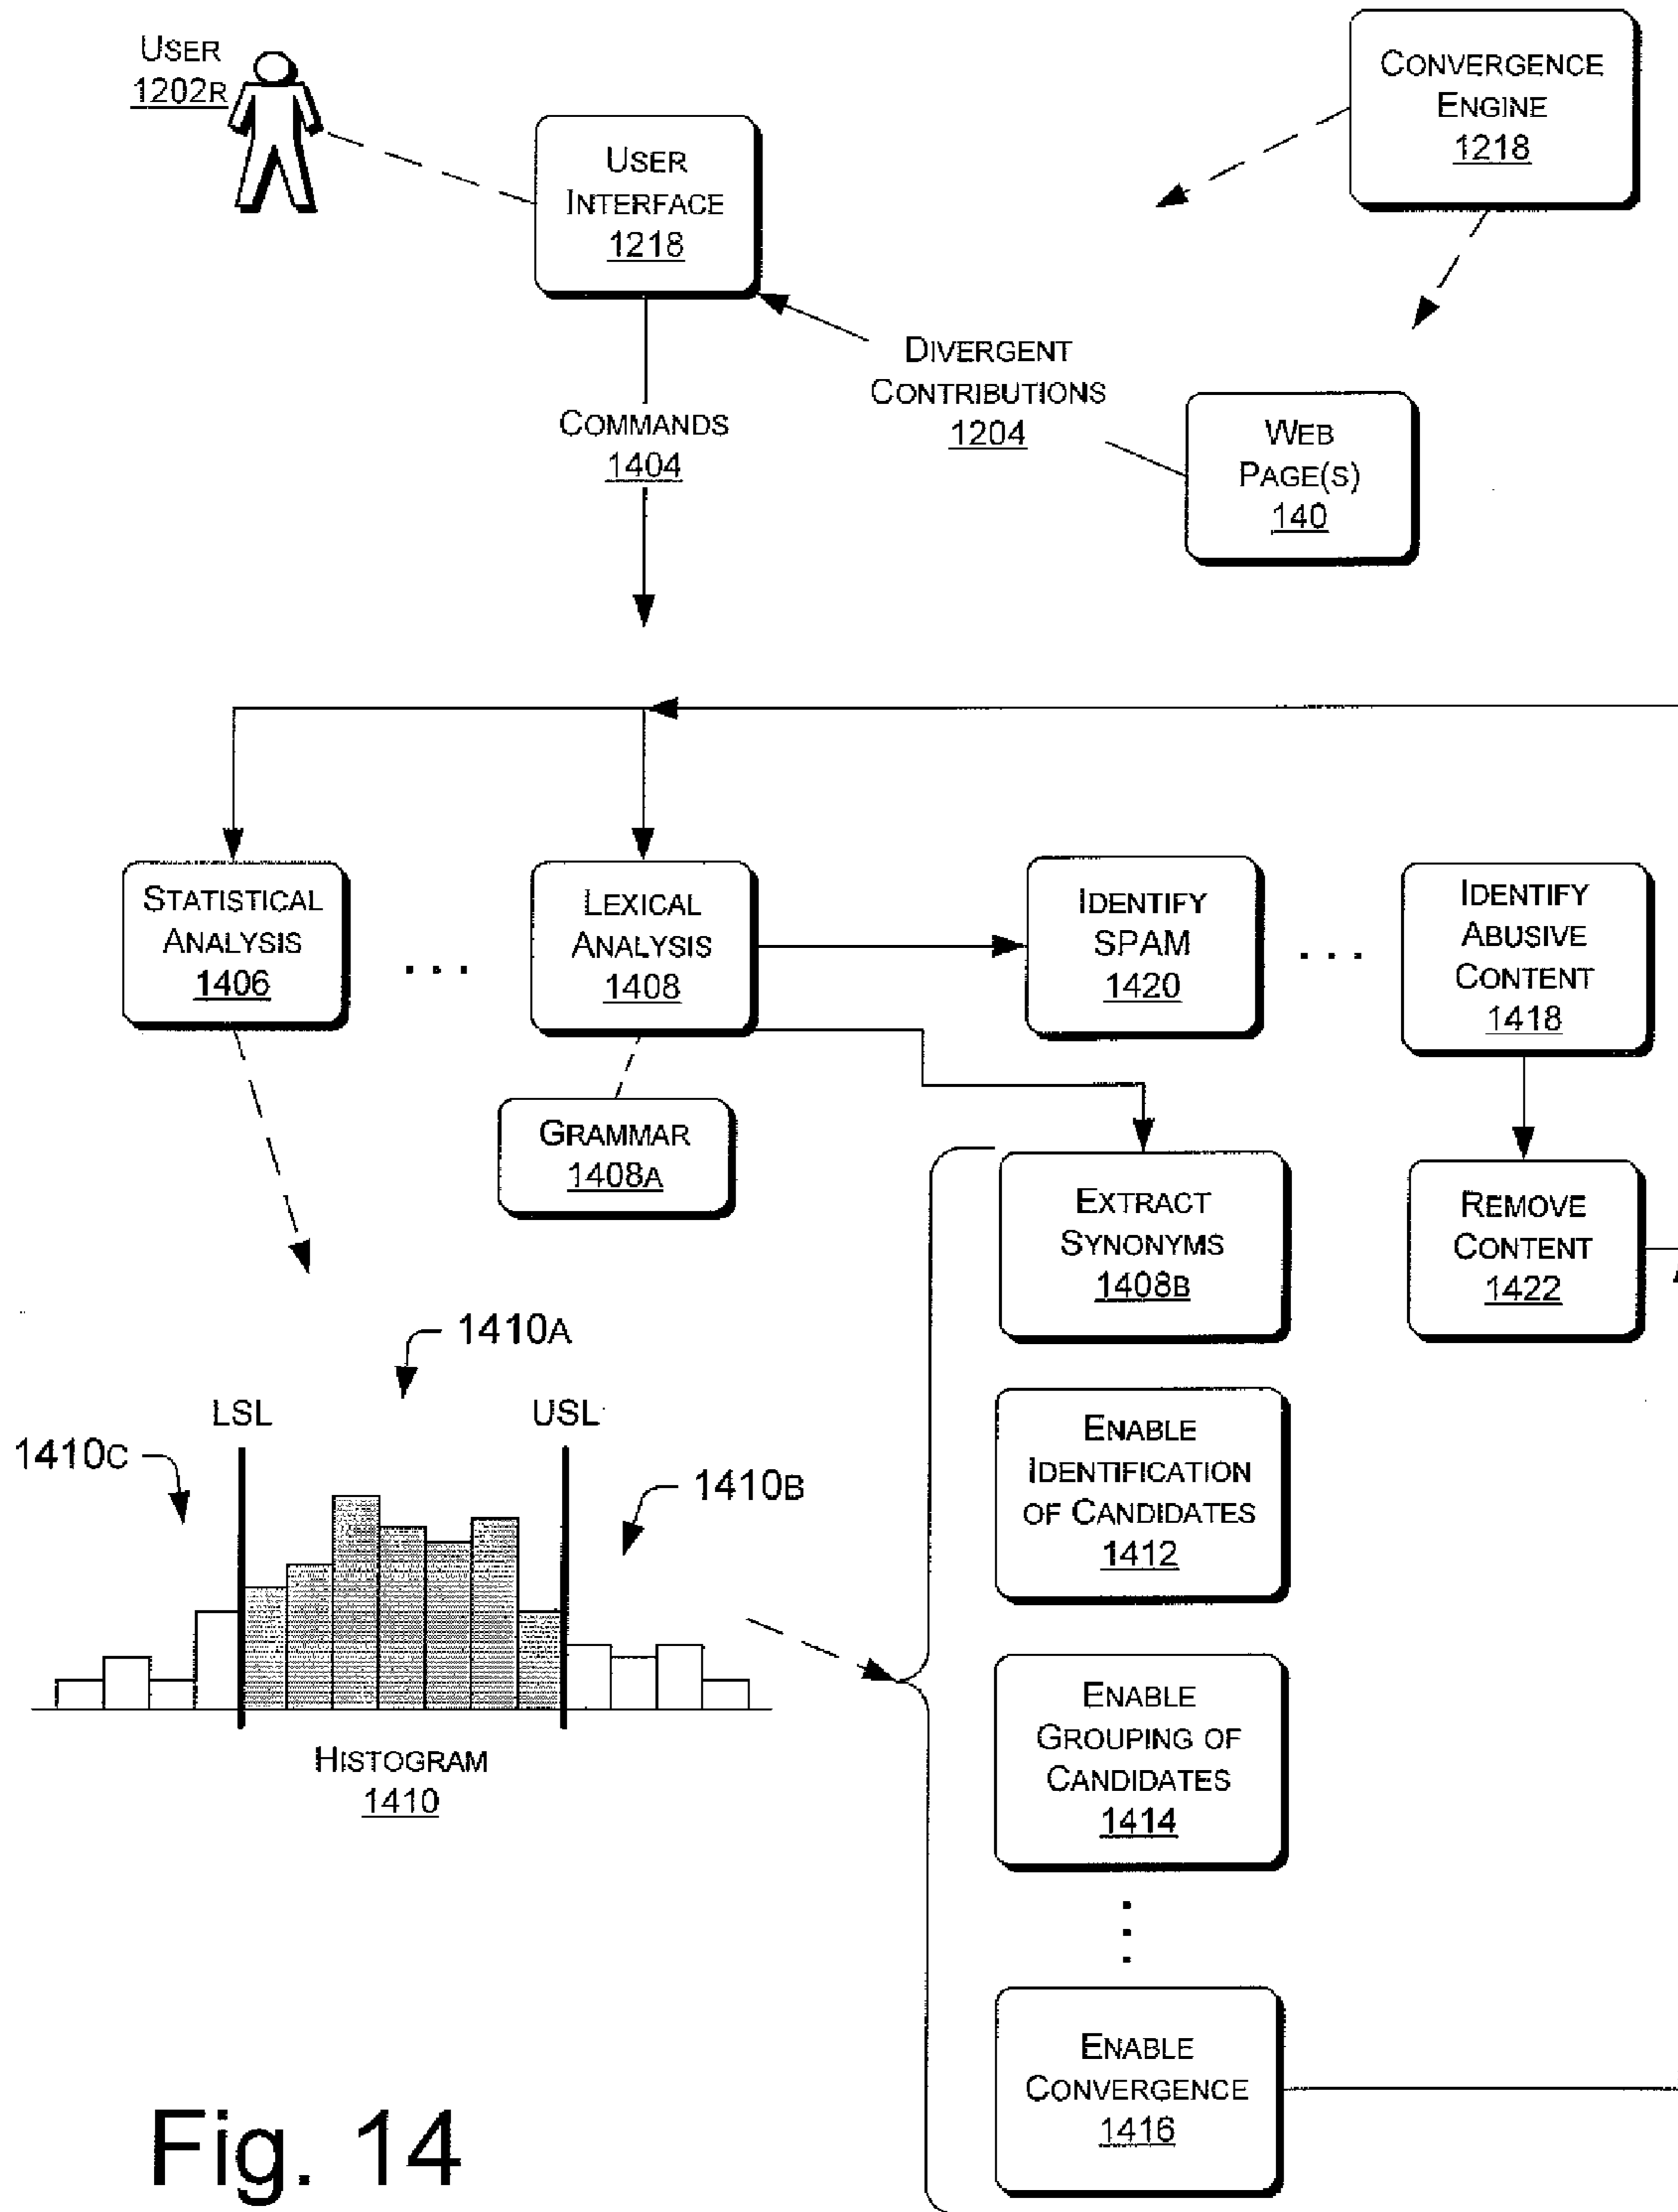 USER
1202R
CONVERGENCE
ENGINE
1218
USER
INTERFACE
1218
DIVERGENT
CONTRIBUTIONS
1204
WEB
PAGE(S)
140
COMMANDS
1404
STATISTICAL
ANALYSIS
1406
. . .
LEXICAL
ANALYSIS
1408
IDENTIFY
SPAM
1420
. . .
IDENTIFY
ABUSIVE
CONTENT
1418
GRAMMAR
1408A
EXTRACT
SYNONYMS
1408B
REMOVE
CONTENT
1422
1410A
LSL
USL
1410C
1410B
HISTOGRAM
1410
ENABLE
IDENTIFICATION
OF CANDIDATES
1412
ENABLE
GROUPING OF
CANDIDATES
1414
ENABLE
CONVERGENCE
1416
Fig. 14